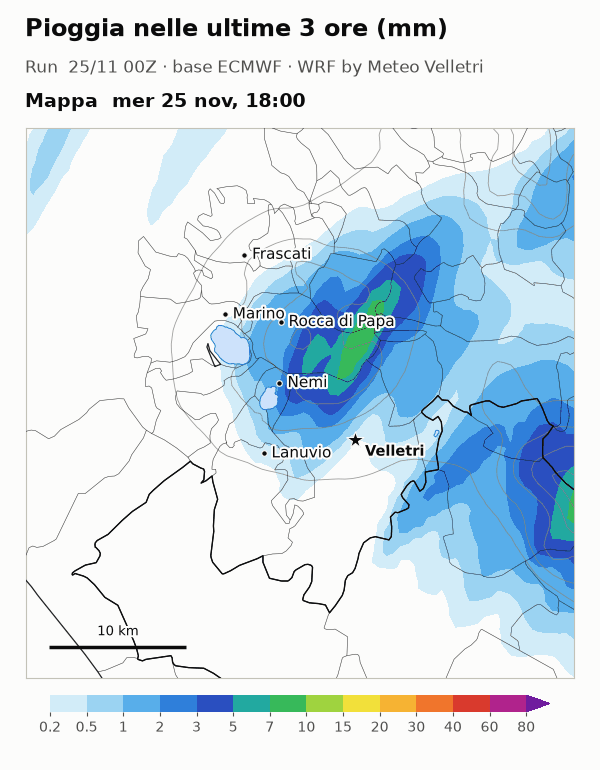 Pioggia nelle ultime 3 ore (mm)
Run  25/11 00Z · base ECMWF · WRF by Meteo Velletri
Mappa  mer 25 nov, 18:00
Frascati
Marino
Rocca di Papa
Nemi
Velletri
Lanuvio
10 km
0.2 0.5 1 2 3 5 7 10 15 20 30 40 60 80